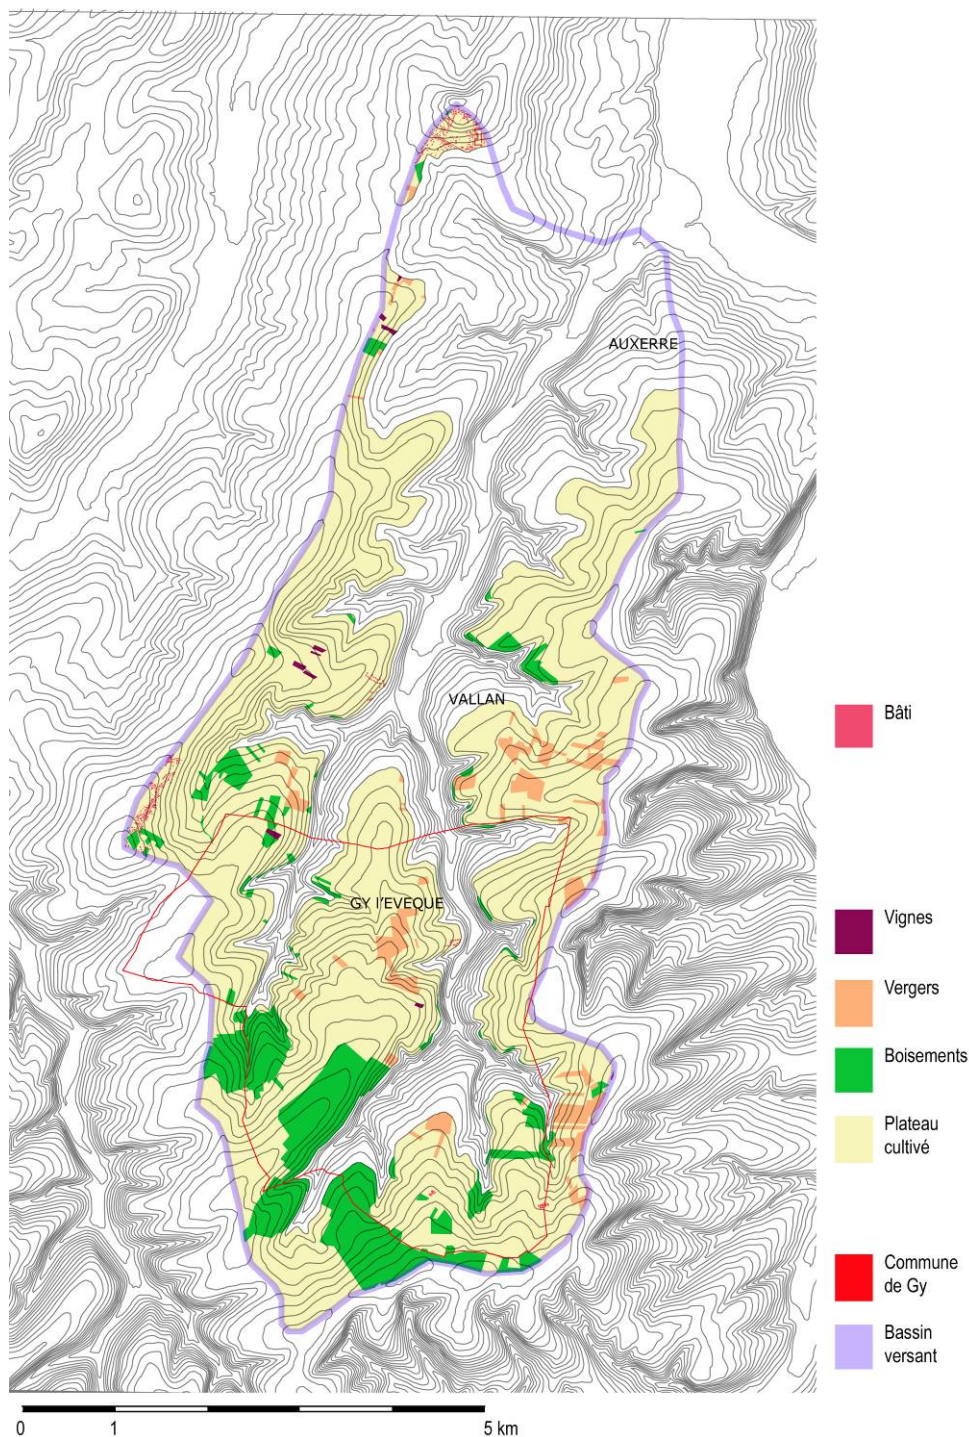 AUXERRE
VALLAN
GY l'EVEQUE
Bâti
Vignes
Vergers
Boisements
Plateau
cultivé
Commune
de Gy
Bassin
versant
0 1 5 km